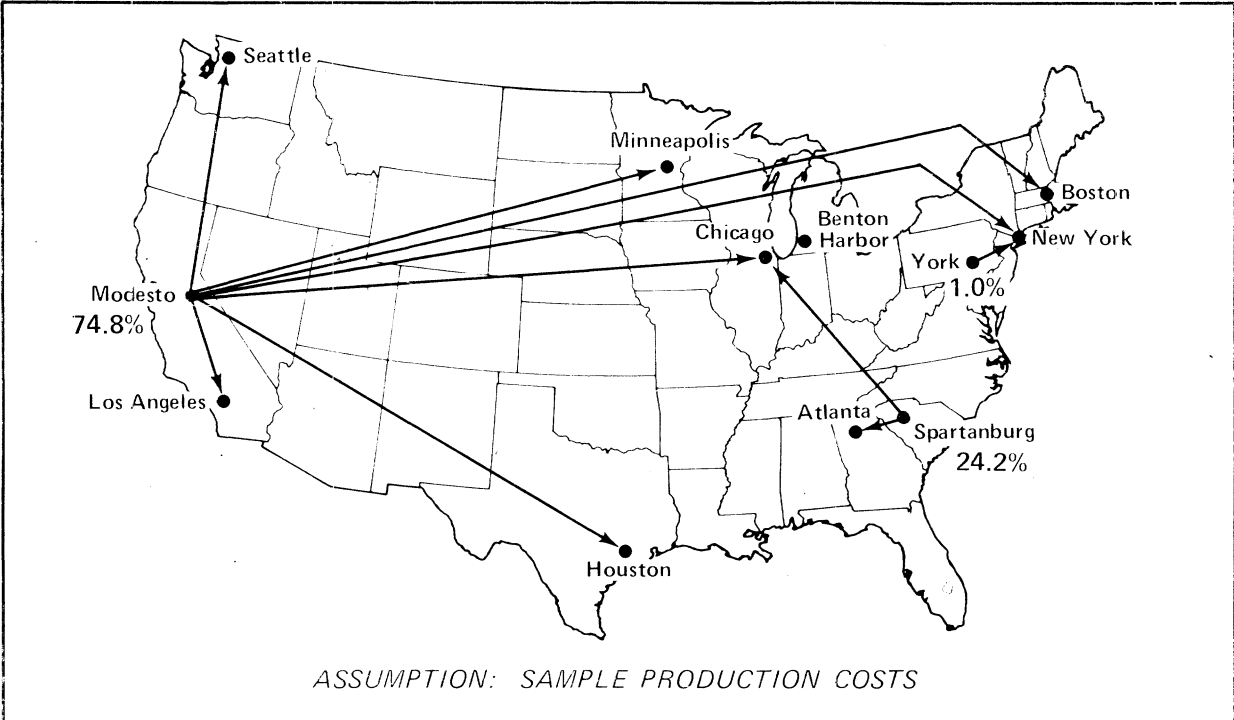 Seattle
Minneapolis
Boston
Benton
Harbor
Chicago
New York
York
1.0%
Modesto
74.8%
Los Angeles
Atlanta
Spartanburg
24.2%
Houston
ASSUMPTION: SAMPLE PRODUCTION COSTS